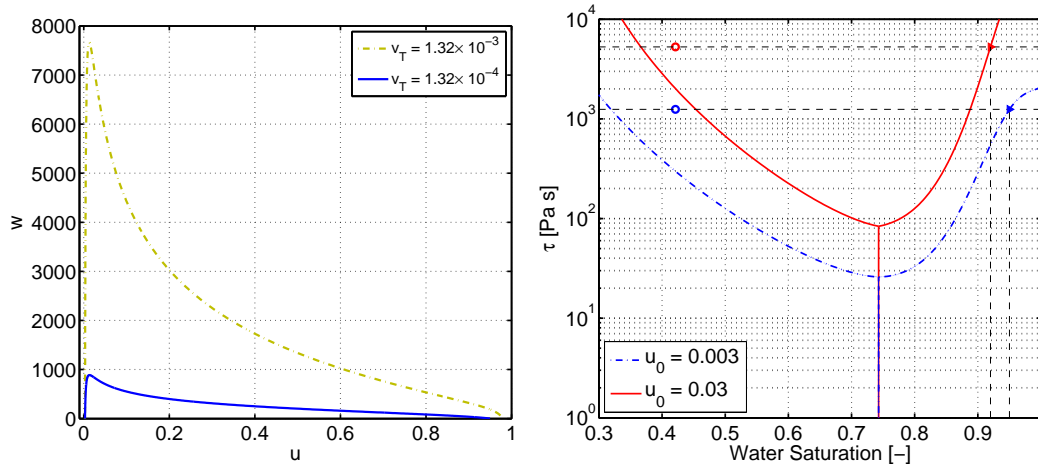 v_T = 1.32× 10^-3
v_T = 1.32× 10^-4
8000
7000
6000
5000
4000
3000
2000
1000
0
w
0 0.2 0.4 0.6 0.8 1
u
10^4
10^3
10^2
10^1
10^0
τ [Pa s]
u_0 = 0.003
u_0 = 0.03
0.3 0.4 0.5 0.6 0.7 0.8 0.9
Water Saturation [–]